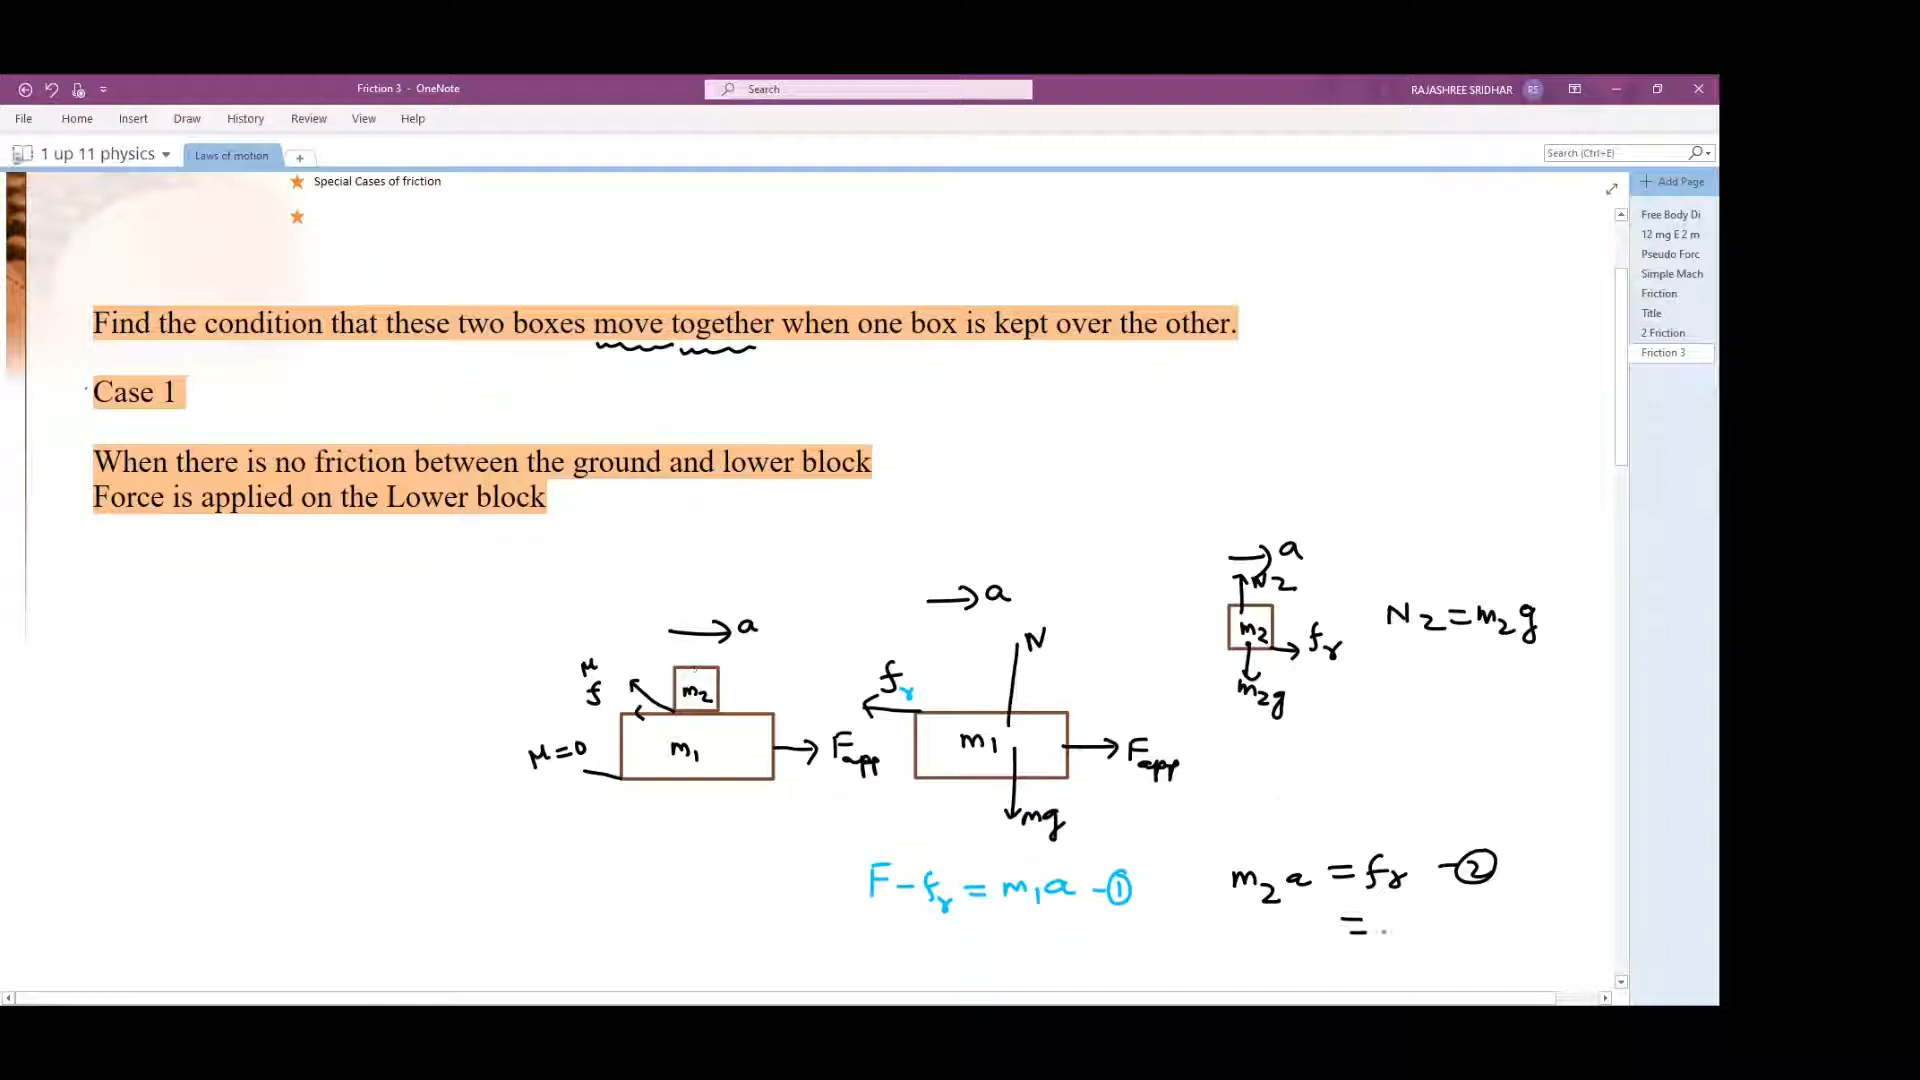 Friction 3 - OneNote
Search
RAJASHREE SRIDHAR
RS
File Home Insert Draw History Review View Help
1 up 11 physics
Laws of motion
+
Search (Ctrl+E)
Special Cases of friction
Add Page
Free Body Di
12 mg E 2 m
Pseudo Forc
Simple Mach
Friction
Title
2 Friction
Friction 3
Find the condition that these two boxes move together when one box is kept over the other.
Case 1
When there is no friction between the ground and lower block
Force is applied on the Lower block
a
μ
f
m2
m1
μ=0
Fapp
a
N
fr
m1
Fapp
mg
a
N2
m2
fr
m2g
N2=m2g
F-fr=m1a-①
m2a=fr-②
=